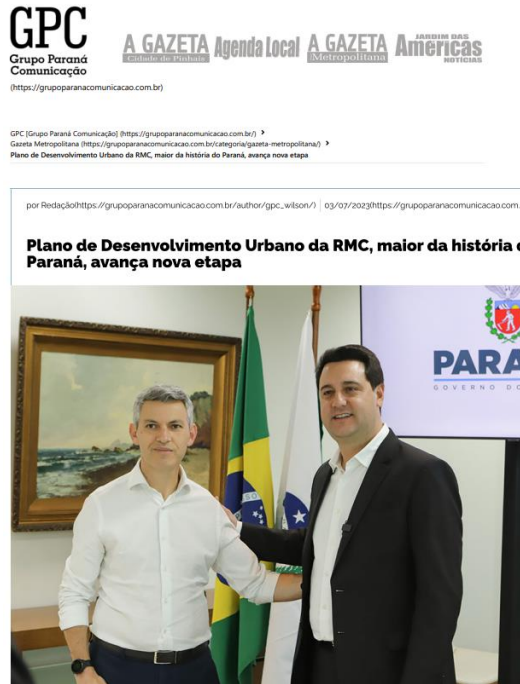 GPC
Grupo Paraná
Comunicação
A GAZETA
Cidade de Pinhais
Agenda Local
A GAZETA
Metropolitana
JARDIM DAS
Américas
NOTÍCIAS
(https://grupoparanacomunicacao.com.br)
GPC [Grupo Paraná Comunicação] (https://grupoparanacomunicacao.com.br/) >
Gazeta Metropolitana (https://grupoparanacomunicacao.com.br/categoria/gazeta-metropolitana/) >
Plano de Desenvolvimento Urbano da RMC, maior da história do Paraná, avança nova etapa
por Redação(https://grupoparanacomunicacao.com.br/author/gpc_wilson/) | 03/07/2023(https://grupoparanacomunicacao.com.
Plano de Desenvolvimento Urbano da RMC, maior da história
Paraná, avança nova etapa
PARA
GOVERNO DO